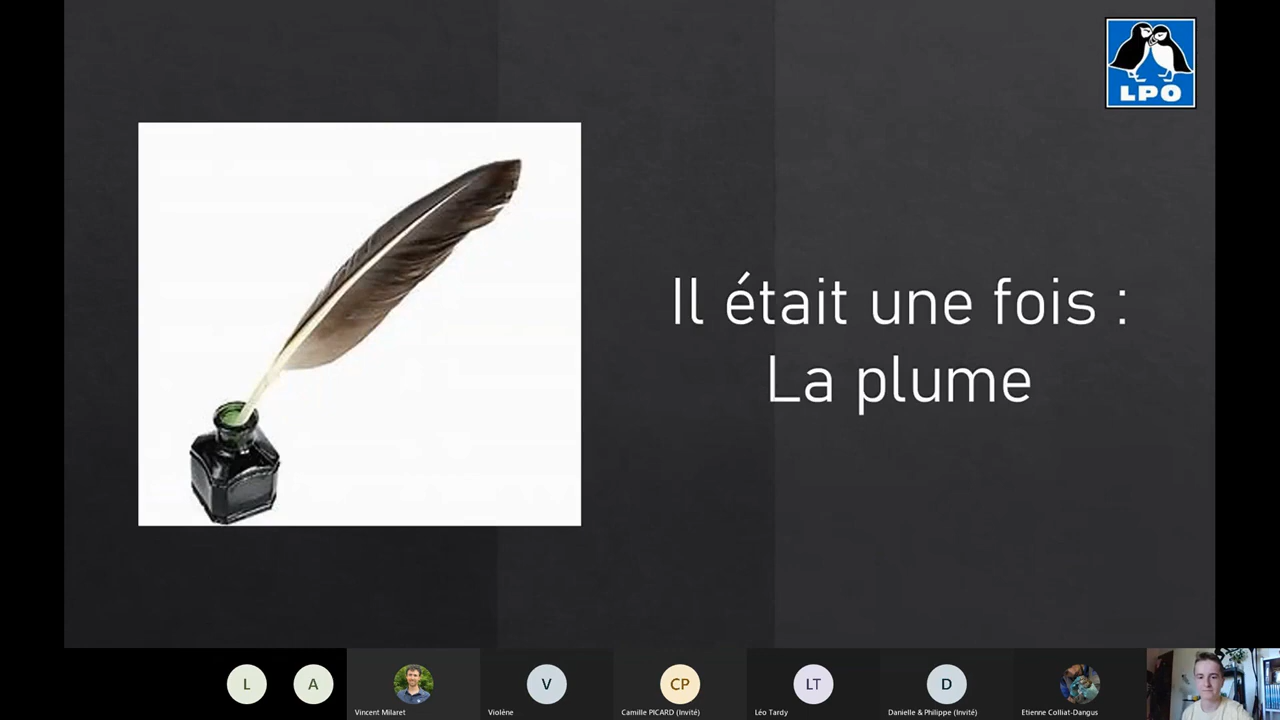 LPO
Il était une fois :
La plume
L
A
V
CP
LT
D
Vincent Milaret
Violène
Camille PICARD (Invité)
Léo Tardy
Danielle & Philippe (Invité)
Etienne Colliat-Dangus